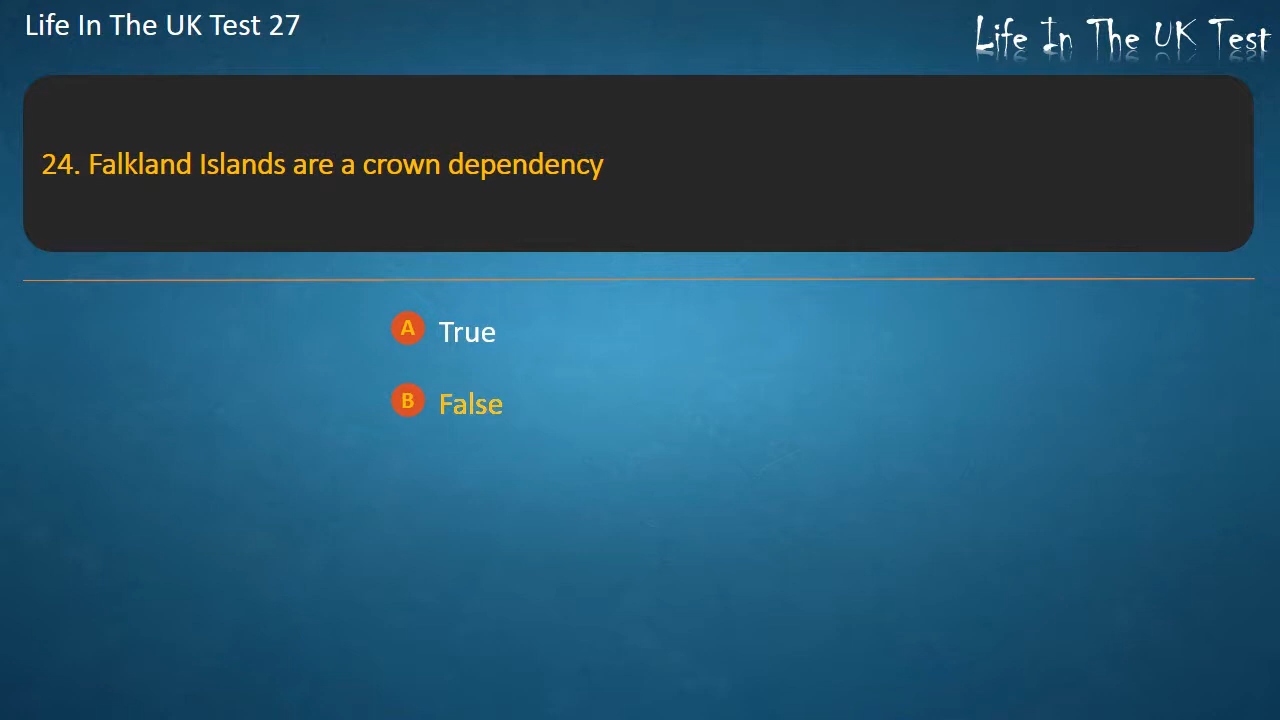 Life In The UK Test 27
Life In The UK Test
24. Falkland Islands are a crown dependency
A True
B False